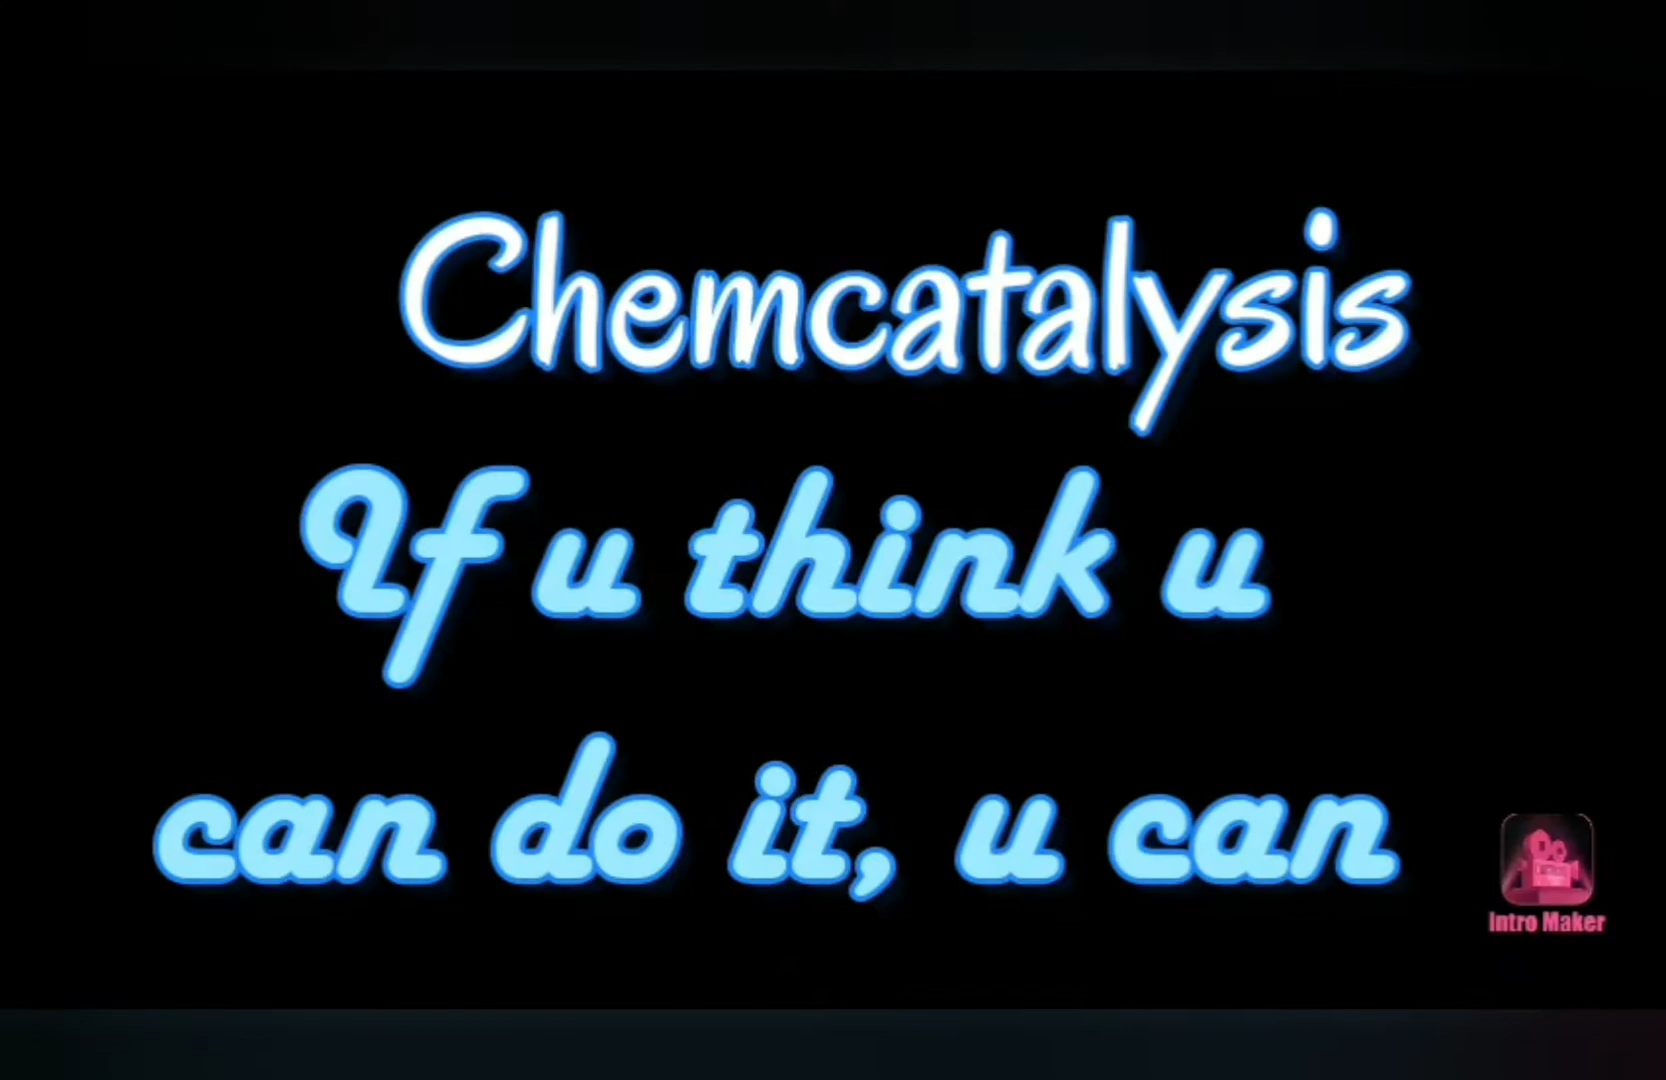 Chemcatalysis
If u think u
can do it, u can
Intro Maker